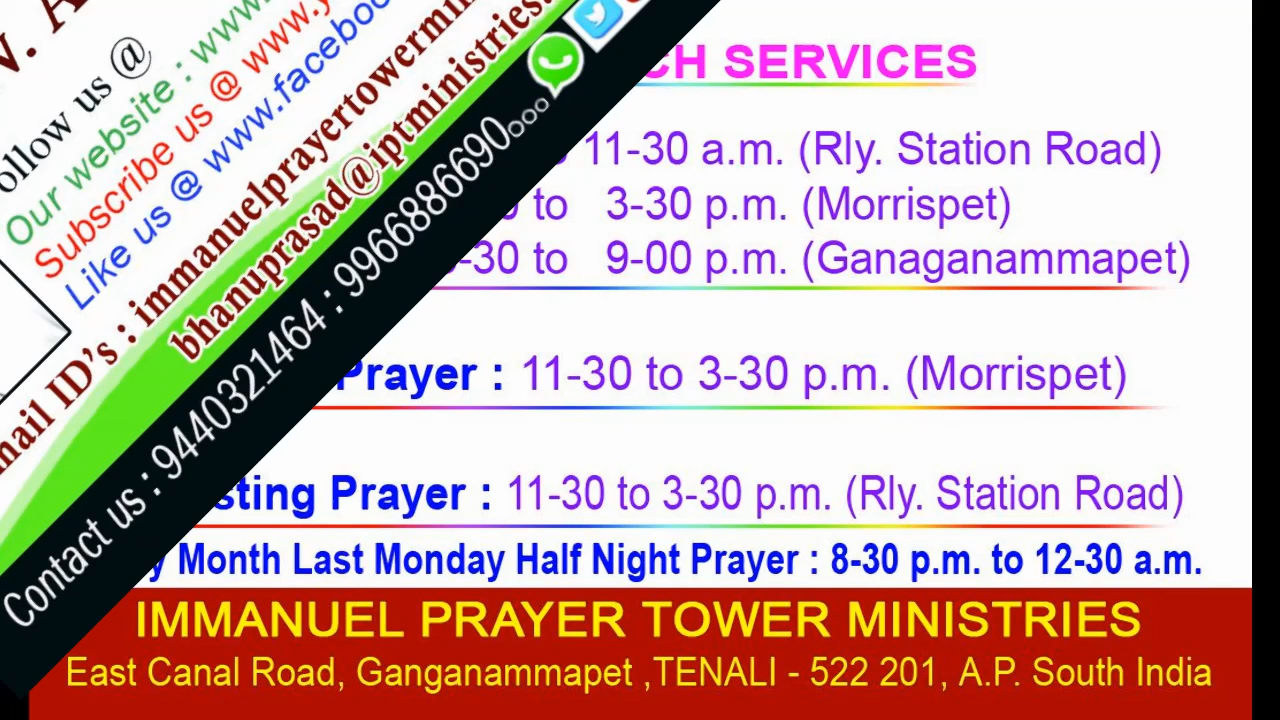 ollow us @
Our website : www.
Subscribe us @ www.y
Like us @ www.faceboo
mail ID's : immanuelprayertowermin
bhanuprasad@iptministries.
Contact us : 9440321464 : 9966886690...
CH SERVICES
11-30 a.m. (Rly. Station Road)
to 3-30 p.m. (Morrispet)
-30 to 9-00 p.m. (Ganaganammapet)
Prayer : 11-30 to 3-30 p.m. (Morrispet)
sting Prayer : 11-30 to 3-30 p.m. (Rly. Station Road)
y Month Last Monday Half Night Prayer : 8-30 p.m. to 12-30 a.m.
IMMANUEL PRAYER TOWER MINISTRIES
East Canal Road, Ganganammapet ,TENALI - 522 201, A.P. South India